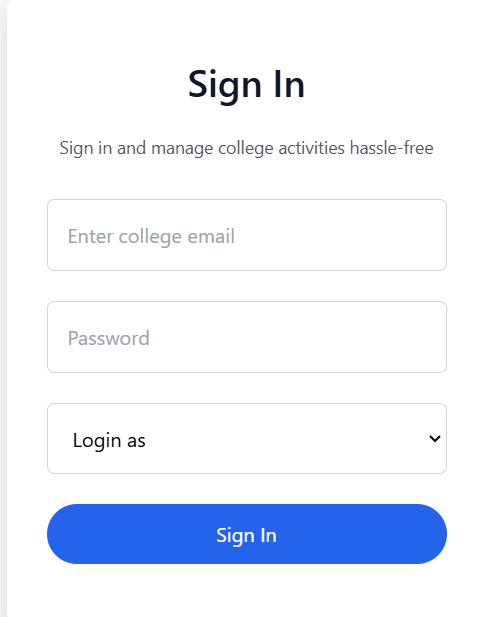 Sign In
Sign in and manage college activities hassle-free
Enter college email
Password
Login as
Sign In